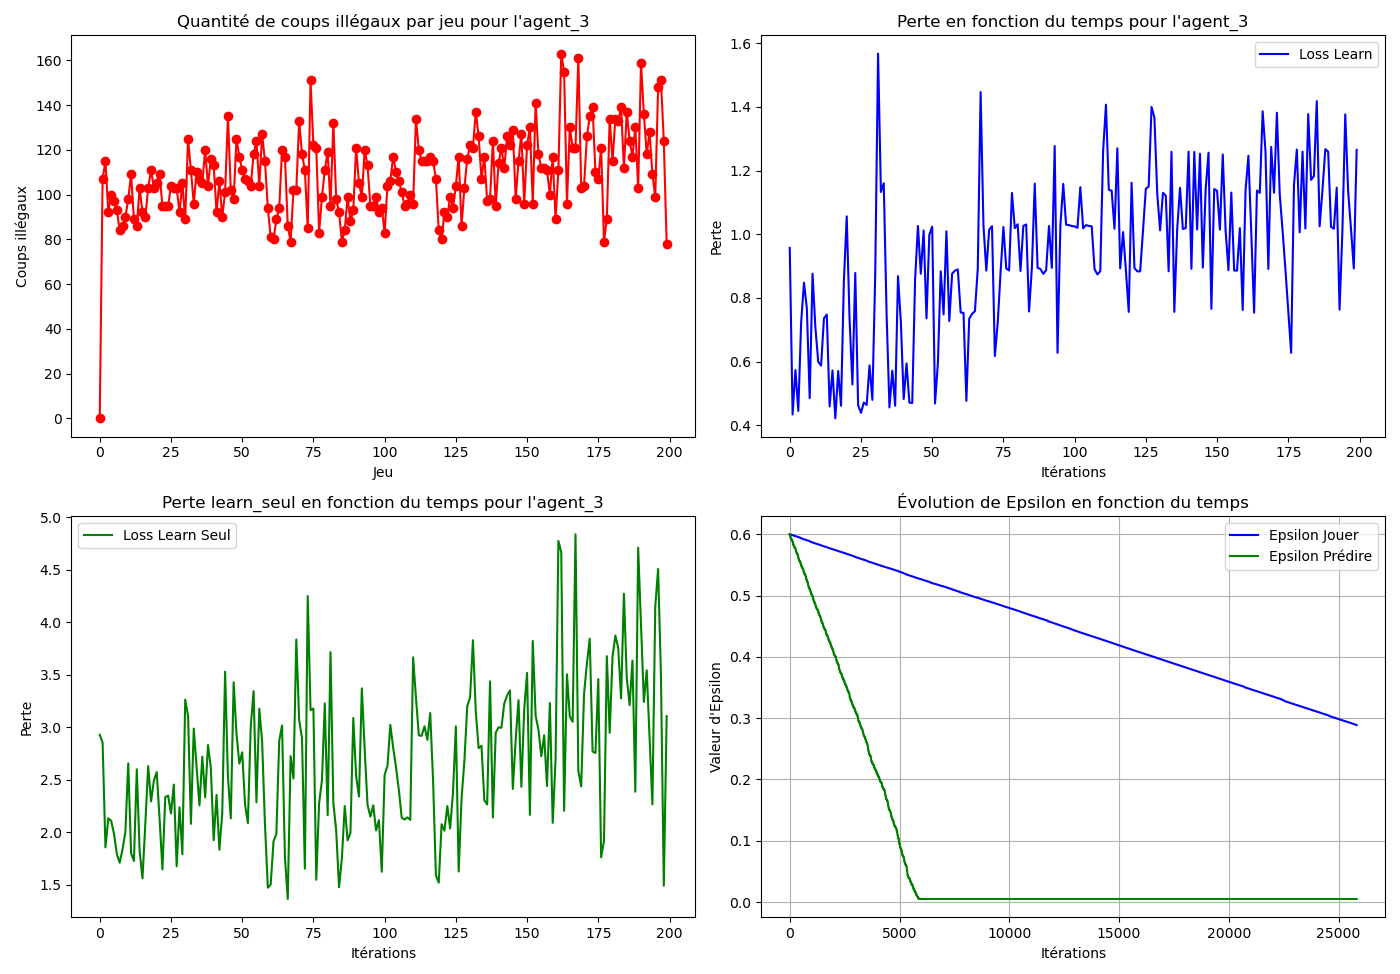 Quantité de coups illégaux par jeu pour l'agent_3
Coups illégaux
160
140
120
100
80
60
40
20
0
0 25 50 75 100 125 150 175 200
Jeu
Perte en fonction du temps pour l'agent_3
Loss Learn
Perte
1.6
1.4
1.2
1.0
0.8
0.6
0.4
0 25 50 75 100 125 150 175 200
Itérations
Perte learn_seul en fonction du temps pour l'agent_3
Loss Learn Seul
Perte
5.0
4.5
4.0
3.5
3.0
2.5
2.0
1.5
0 25 50 75 100 125 150 175 200
Itérations
Évolution de Epsilon en fonction du temps
Epsilon Jouer
Epsilon Prédire
Valeur d'Epsilon
0.6
0.5
0.4
0.3
0.2
0.1
0.0
0 5000 10000 15000 20000 25000
Itérations